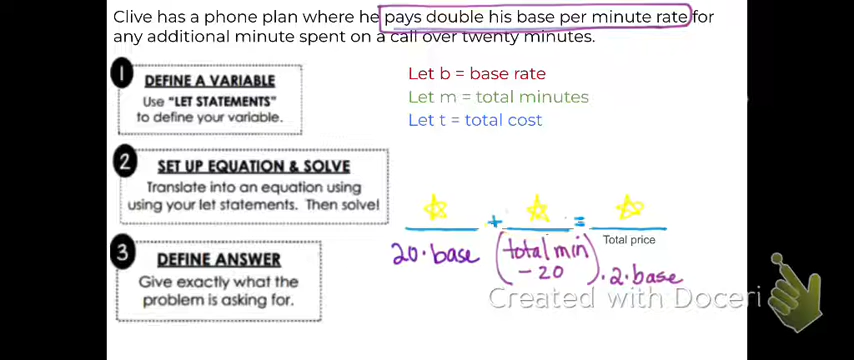 Clive has a phone plan where he pays double his base per minute rate for
any additional minute spent on a call over twenty minutes.
1
DEFINE A VARIABLE
Use "LET STATEMENTS"
to define your variable.
Let b = base rate
Let m = total minutes
Let t = total cost
2
SET UP EQUATION & SOLVE
Translate into an equation using
using your let statements. Then solve!
+ =
20·base
(total min
-20)
·2·base
Total price
3
DEFINE ANSWER
Give exactly what the
problem is asking for.
Created with Doceri